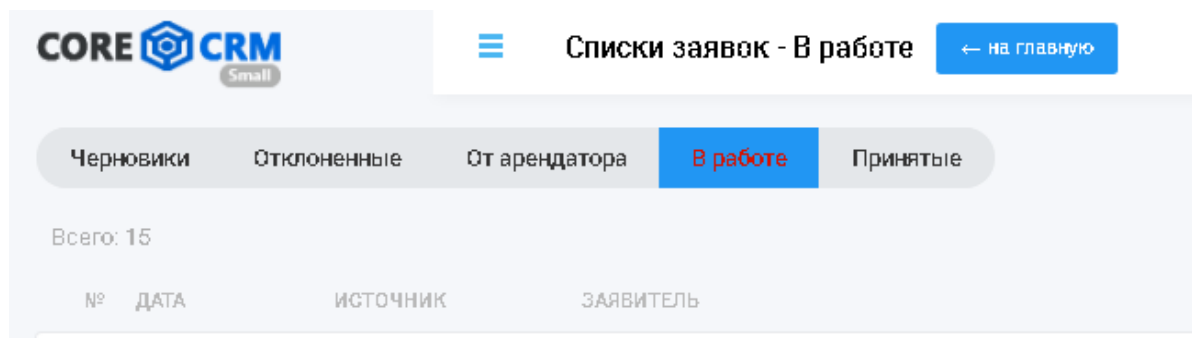 CORE CRM
Small
Списки заявок - В работе
← на главную
Черновики Отклоненные От арендатора В работе Принятые
Всего: 15
№ ДАТА ИСТОЧНИК ЗАЯВИТЕЛЬ